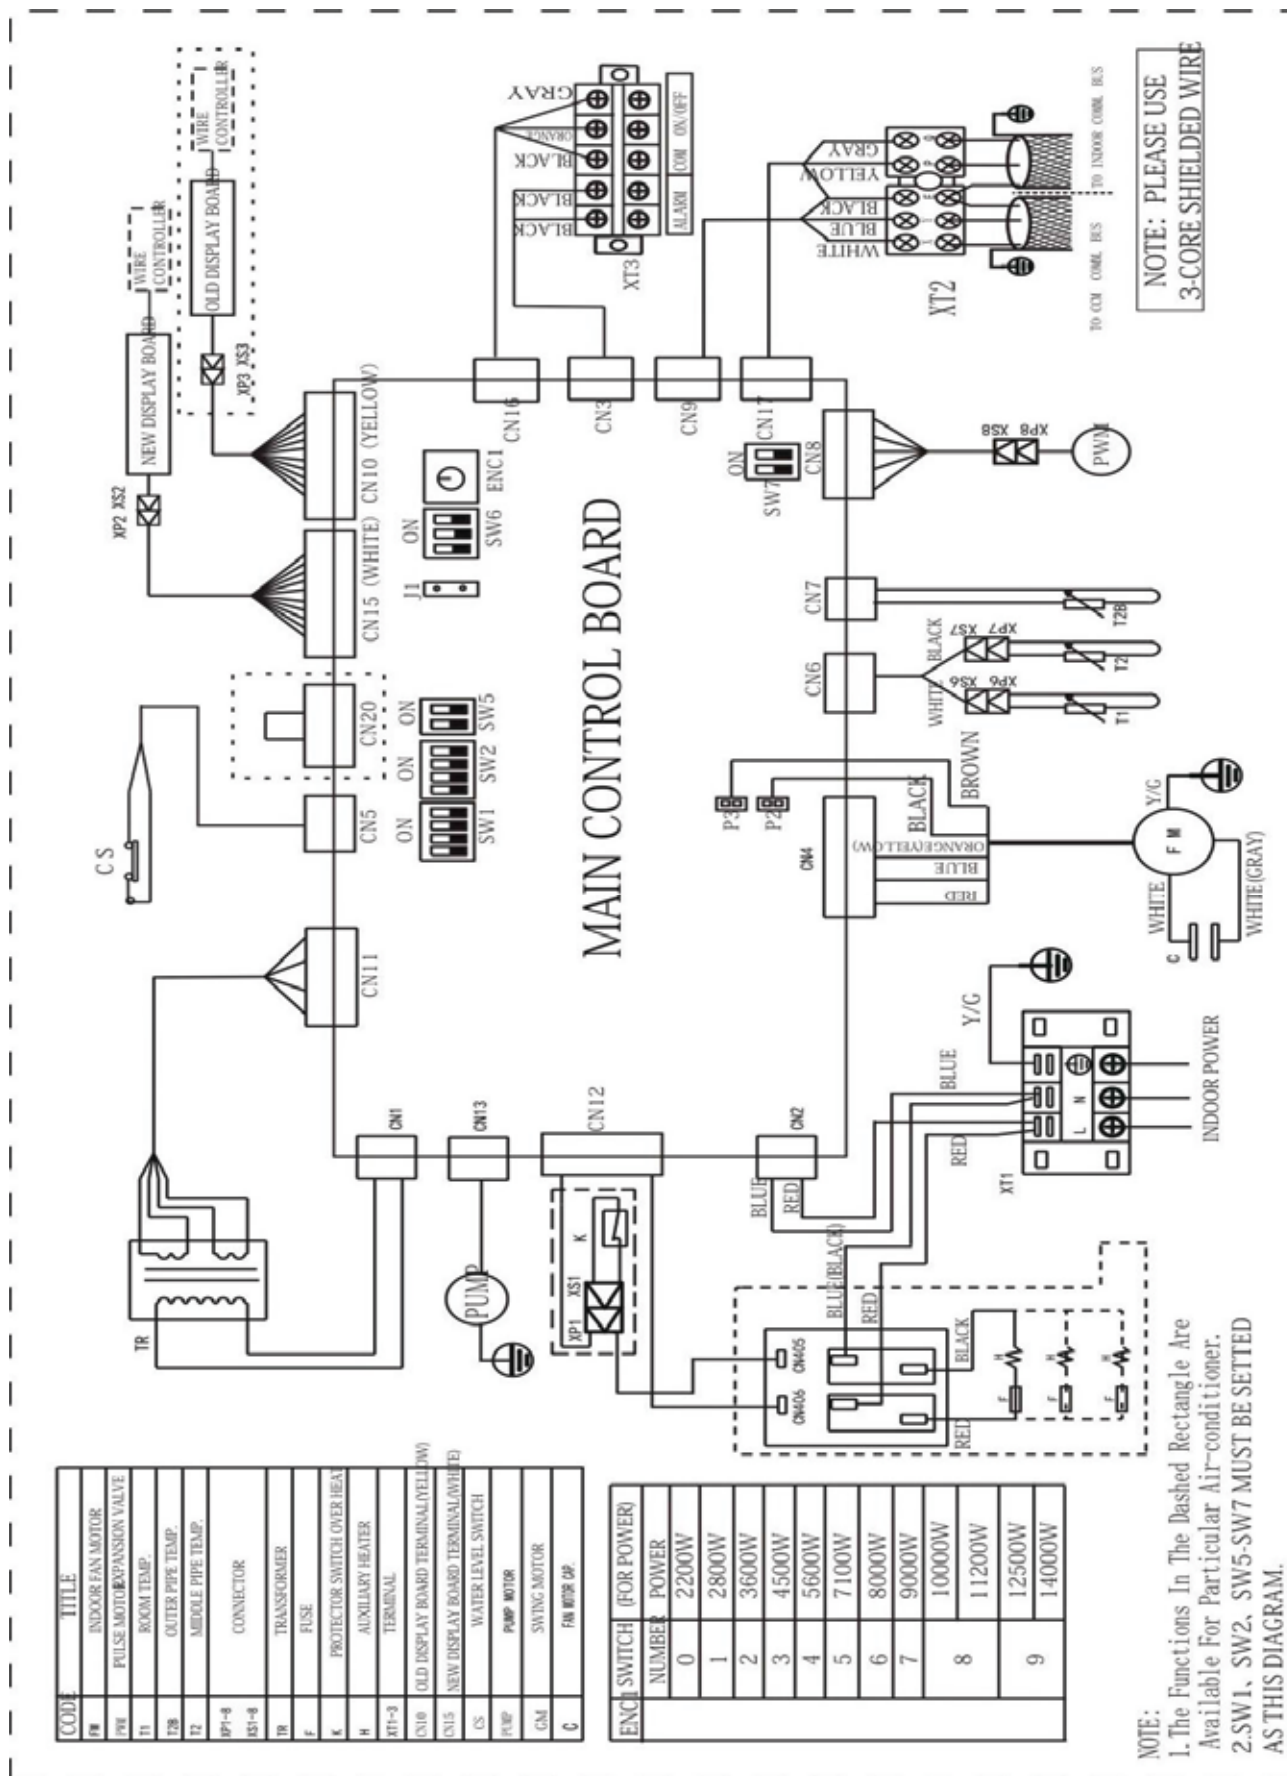 WIRE
CONTROLLER
OLD DISPLAY BOARD
XP3 XS3
CN10 (YELLOW)
WIRE
CONTROLLER
NEW DISPLAY BOARD
XP2 XS2
CN15 (WHITE)
CN20
CS
CN5
CN11
TR
CN1
CN13
PUMP
CN12
XP1 XS1 K
CN2
BLUE
RED
ENC1
ON
SW6
J1
ON
SW5
ON
SW2
ON
SW1
MAIN CONTROL BOARD
GRAY
ORANGE
BLACK
BLACK
BLACK
ON/OFF
COM
ALARM
XT3
CN16
CN3
CN9
CN17
GRAY
YELLOW
BLACK
BLUE
WHITE
XT2
TO INDOOR COMM. BUS
TO CCM COMM. BUS
NOTE: PLEASE USE
3-CORE SHIELDED WIRE
ON
SW7
CN8
XS8 XP8
PWM
CN7
T2B
CN6
WHITE
BLACK
XS7 XP7
T2
XS6 XP6
T1
P3
P2
CN4
BROWN
BLACK
ORANGE(YELLOW)
BLUE
RED
FM
Y/G
WHITE
WHITE(GRAY)
C
Y/G
BLUE
RED
L N
XT1
INDOOR POWER
BLUE(BLACK)
RED
CN406 CN405
BLACK
RED
F H
F H
F H
CODE TITLE
FM INDOOR FAN MOTOR
PWM PULSE MOTOR EXPANSION VALVE
T1 ROOM TEMP.
T2B OUTER PIPE TEMP.
T2 MIDDLE PIPE TEMP.
XP1-8
XS1-8 CONNECTOR
TR TRANSFORMER
F FUSE
K PROTECTOR SWITCH OVER HEAT
H AUXILIARY HEATER
XT1-3 TERMINAL
CN10 OLD DISPLAY BOARD TERMINAL(YELLOW)
CN15 NEW DISPLAY BOARD TERMINAL(WHITE)
CS WATER LEVEL SWITCH
PUMP PUMP MOTOR
GM SWING MOTOR
C FAN MOTOR CAP.
ENC1 SWITCH (FOR POWER)
NUMBER POWER
0 2200W
1 2800W
2 3600W
3 4500W
4 5600W
5 7100W
6 8000W
7 9000W
8 10000W
11200W
9 12500W
14000W
NOTE:
1.The Functions In The Dashed Rectangle Are
Available For Particular Air-conditioner.
2.SW1、SW2、SW5-SW7 MUST BE SETTED
AS THIS DIAGRAM.